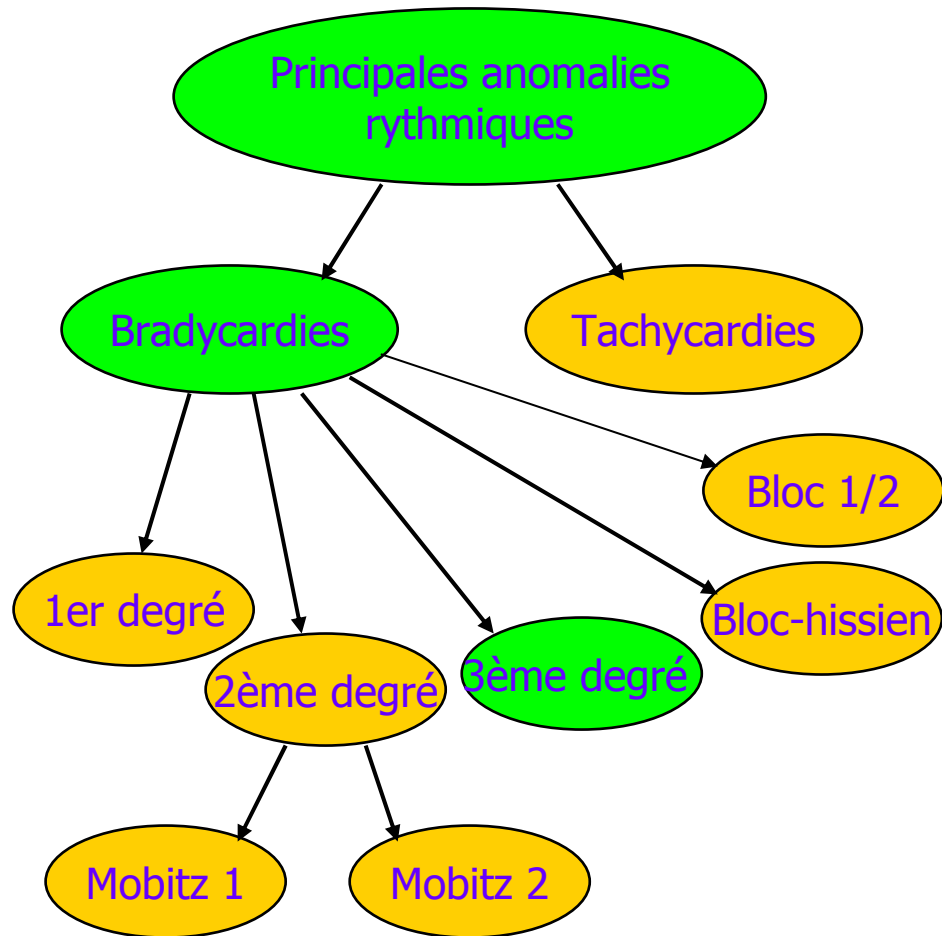 Principales anomalies
rythmiques
Bradycardies
Tachycardies
Bloc 1/2
1er degré
Bloc-hissien
2ème degré
3ème degré
Mobitz 1
Mobitz 2